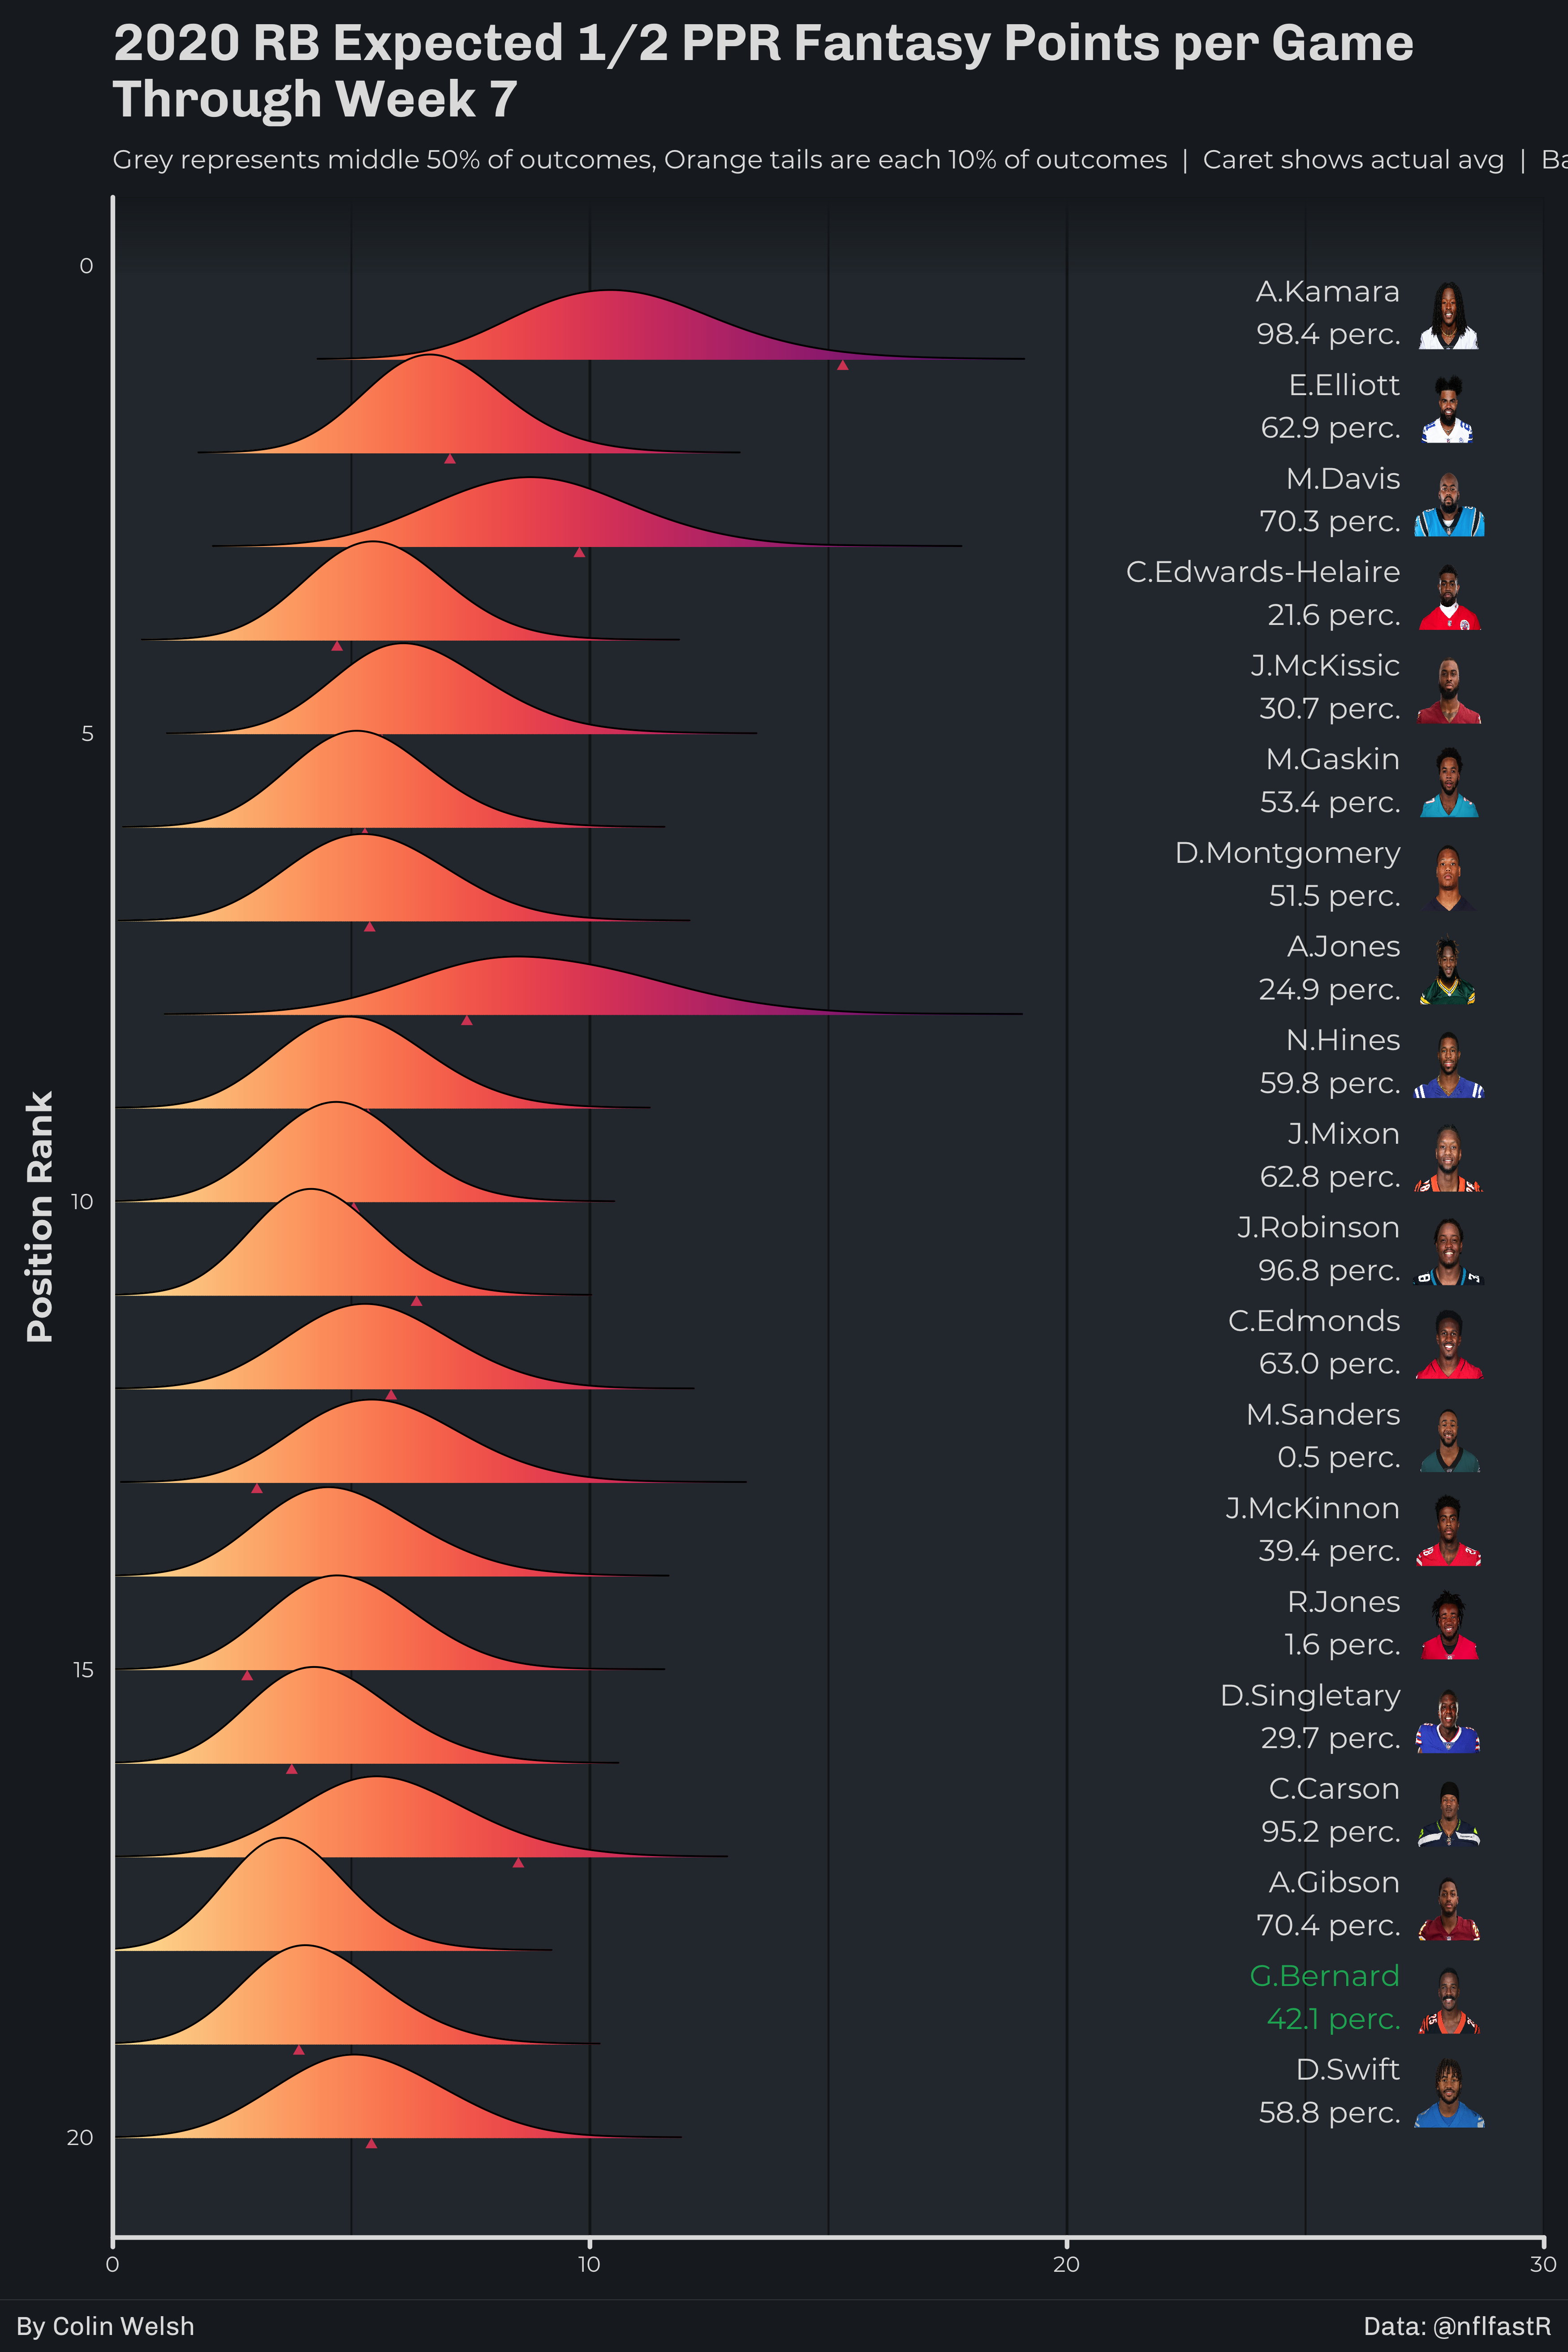 2020 RB Expected 1/2 PPR Fantasy Points per Game
Through Week 7
Grey represents middle 50% of outcomes, Orange tails are each 10% of outcomes | Caret shows actual avg |
Position Rank
0
5
10
15
20
A.Kamara
98.4 perc.
E.Elliott
62.9 perc.
M.Davis
70.3 perc.
C.Edwards-Helaire
21.6 perc.
J.McKissic
30.7 perc.
M.Gaskin
53.4 perc.
D.Montgomery
51.5 perc.
A.Jones
24.9 perc.
N.Hines
59.8 perc.
J.Mixon
62.8 perc.
J.Robinson
96.8 perc.
C.Edmonds
63.0 perc.
M.Sanders
0.5 perc.
J.McKinnon
39.4 perc.
R.Jones
1.6 perc.
D.Singletary
29.7 perc.
C.Carson
95.2 perc.
A.Gibson
70.4 perc.
G.Bernard
42.1 perc.
D.Swift
58.8 perc.
0 10 20 30
By Colin Welsh
Data: @nflfastR